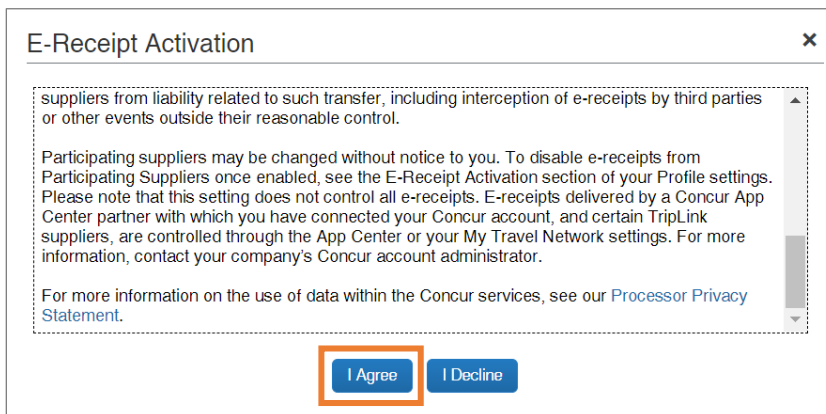 E-Receipt Activation
×
suppliers from liability related to such transfer, including interception of e-receipts by third parties
or other events outside their reasonable control.
Participating suppliers may be changed without notice to you. To disable e-receipts from
Participating Suppliers once enabled, see the E-Receipt Activation section of your Profile settings.
Please note that this setting does not control all e-receipts. E-receipts delivered by a Concur App
Center partner with which you have connected your Concur account, and certain TripLink
suppliers, are controlled through the App Center or your My Travel Network settings. For more
information, contact your company's Concur account administrator.
For more information on the use of data within the Concur services, see our Processor Privacy
Statement.
I Agree
I Decline